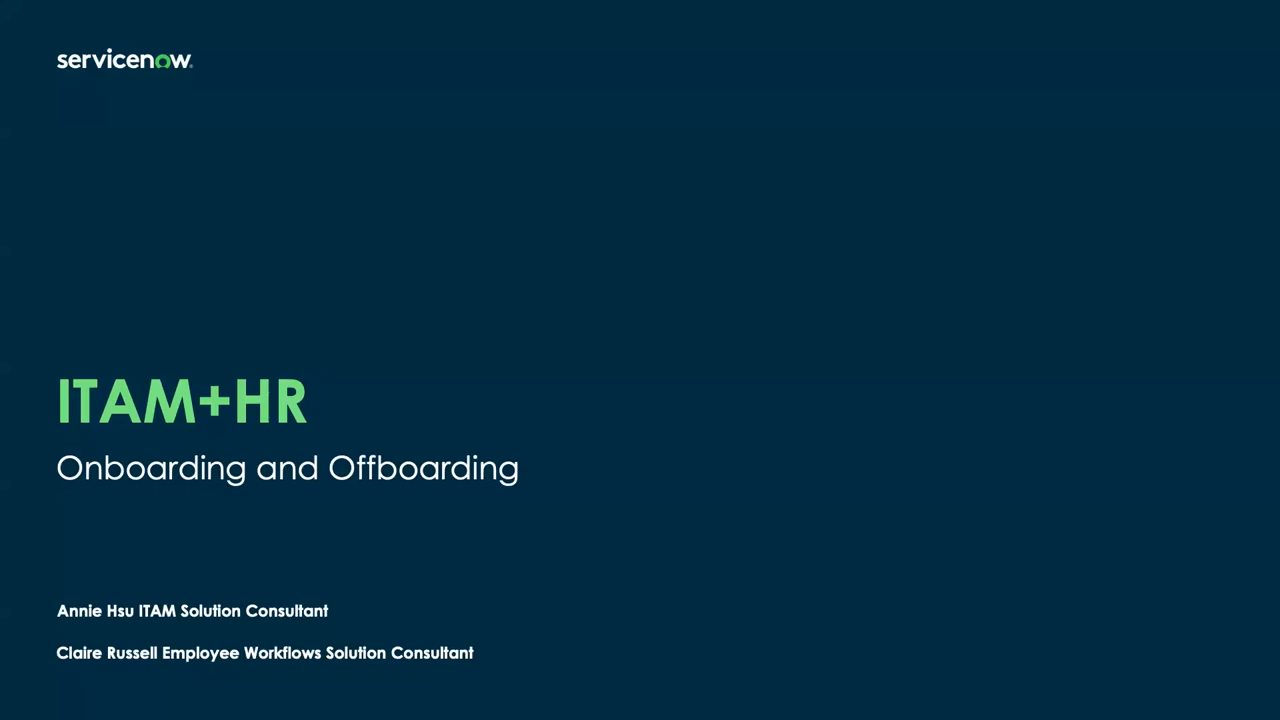 servicenow.
ITAM+HR
Onboarding and Offboarding
Annie Hsu ITAM Solution Consultant
Claire Russell Employee Workflows Solution Consultant